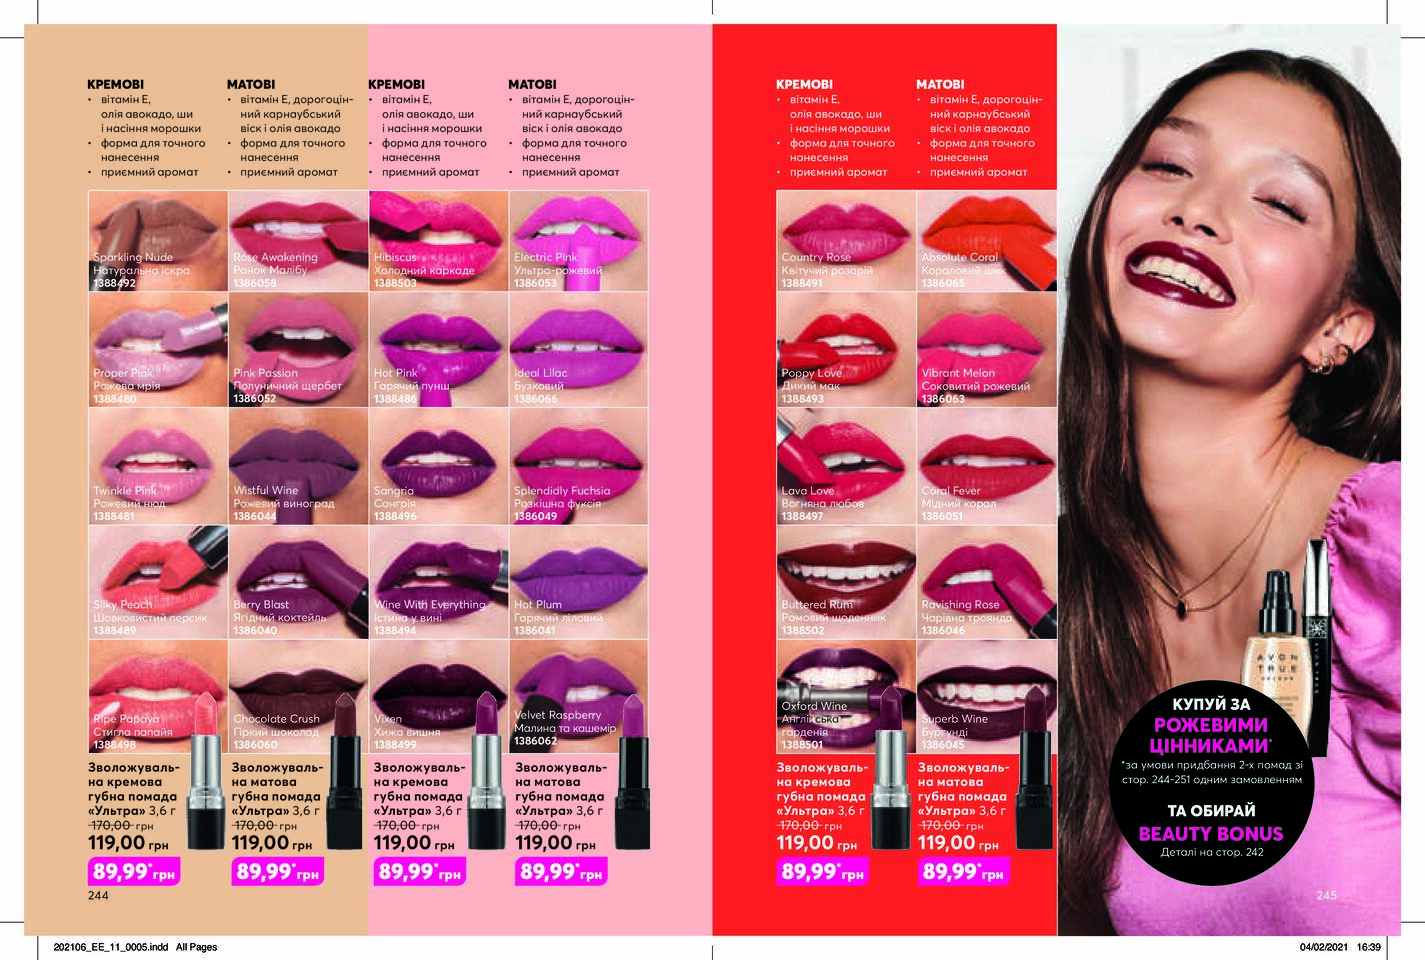 КРЕМОВІ
• вітамін Е,
олія авокадо, ши
і насіння морошки
• форма для точного
нанесення
• приємний аромат
МАТОВІ
• вітамін Е, дорогоцін-
ний карнаубський
віск і олія авокадо
• форма для точного
нанесення
• приємний аромат
КРЕМОВІ
• вітамін Е,
олія авокадо, ши
і насіння морошки
• форма для точного
нанесення
• приємний аромат
МАТОВІ
• вітамін Е, дорогоцін-
ний карнаубський
віск і олія авокадо
• форма для точного
нанесення
• приємний аромат
Sparkling Nude
Натуральна іскра
1388492
Rose Awakening
Ранок Малібу
1386058
Hibiscus
Холодний каркаде
1388503
Electric Pink
Ультра-рожевий
1386053
Proper Pink
Рожева мрія
1388480
Pink Passion
Полуничний щербет
1386052
Hot Pink
Гарячий пунш
1388486
Ideal Lilac
Бузковий
1386066
Twinkle Pink
Рожевий нюд
1388481
Wistful Wine
Рожевий виноград
1386044
Sangria
Сангрія
1388496
Splendidly Fuchsia
Розкішна фуксія
1386049
Silky Peach
Шовковистий персик
1388489
Berry Blast
Ягідний коктейль
1386040
Wine With Everything
Істина у вині
1388494
Hot Plum
Гарячий ліловий
1386041
Ripe Papaya
Стигла папайя
1388498
Chocolate Crush
Гіркий шоколад
1386060
Vixen
Хижа вишня
1388499
Velvet Raspberry
Малина та кашемір
1386062
Зволожуваль-
на кремова
губна помада
«Ультра» 3,6 г
170,00 грн
119,00 грн
89,99* грн
Зволожуваль-
на матова
губна помада
«Ультра» 3,6 г
170,00 грн
119,00 грн
89,99* грн
Зволожуваль-
на кремова
губна помада
«Ультра» 3,6 г
170,00 грн
119,00 грн
89,99* грн
Зволожуваль-
на матова
губна помада
«Ультра» 3,6 г
170,00 грн
119,00 грн
89,99* грн
244
КРЕМОВІ
• вітамін Е,
олія авокадо, ши
і насіння морошки
• форма для точного
нанесення
• приємний аромат
МАТОВІ
• вітамін Е, дорогоцін-
ний карнаубський
віск і олія авокадо
• форма для точного
нанесення
• приємний аромат
Country Rose
Квітучий розарій
1388491
Absolute Coral
Кораловий шик
1386065
Poppy Love
Дикий мак
1388493
Vibrant Melon
Соковитий рожевий
1386063
Lava Love
Вогняна любов
1388497
Coral Fever
Мідний корал
1386051
Buttered Rum
Ромовий щоденник
1388502
Ravishing Rose
Чарівна троянда
1386046
Oxford Wine
Англійська
гарденія
1388501
Superb Wine
Бургунді
1386045
Зволожуваль-
на кремова
губна помада
«Ультра» 3,6 г
170,00 грн
119,00 грн
89,99* грн
Зволожуваль-
на матова
губна помада
«Ультра» 3,6 г
170,00 грн
119,00 грн
89,99* грн
AVON
TRUE
КУПУЙ ЗА
РОЖЕВИМИ
ЦІННИКАМИ*
*за умови придбання 2-х помад зі
стор. 244-251 одним замовленням
ТА ОБИРАЙ
BEAUTY BONUS
Деталі на стор. 242
245
202106_EE_11_0005.indd All Pages
04/02/2021 16:39